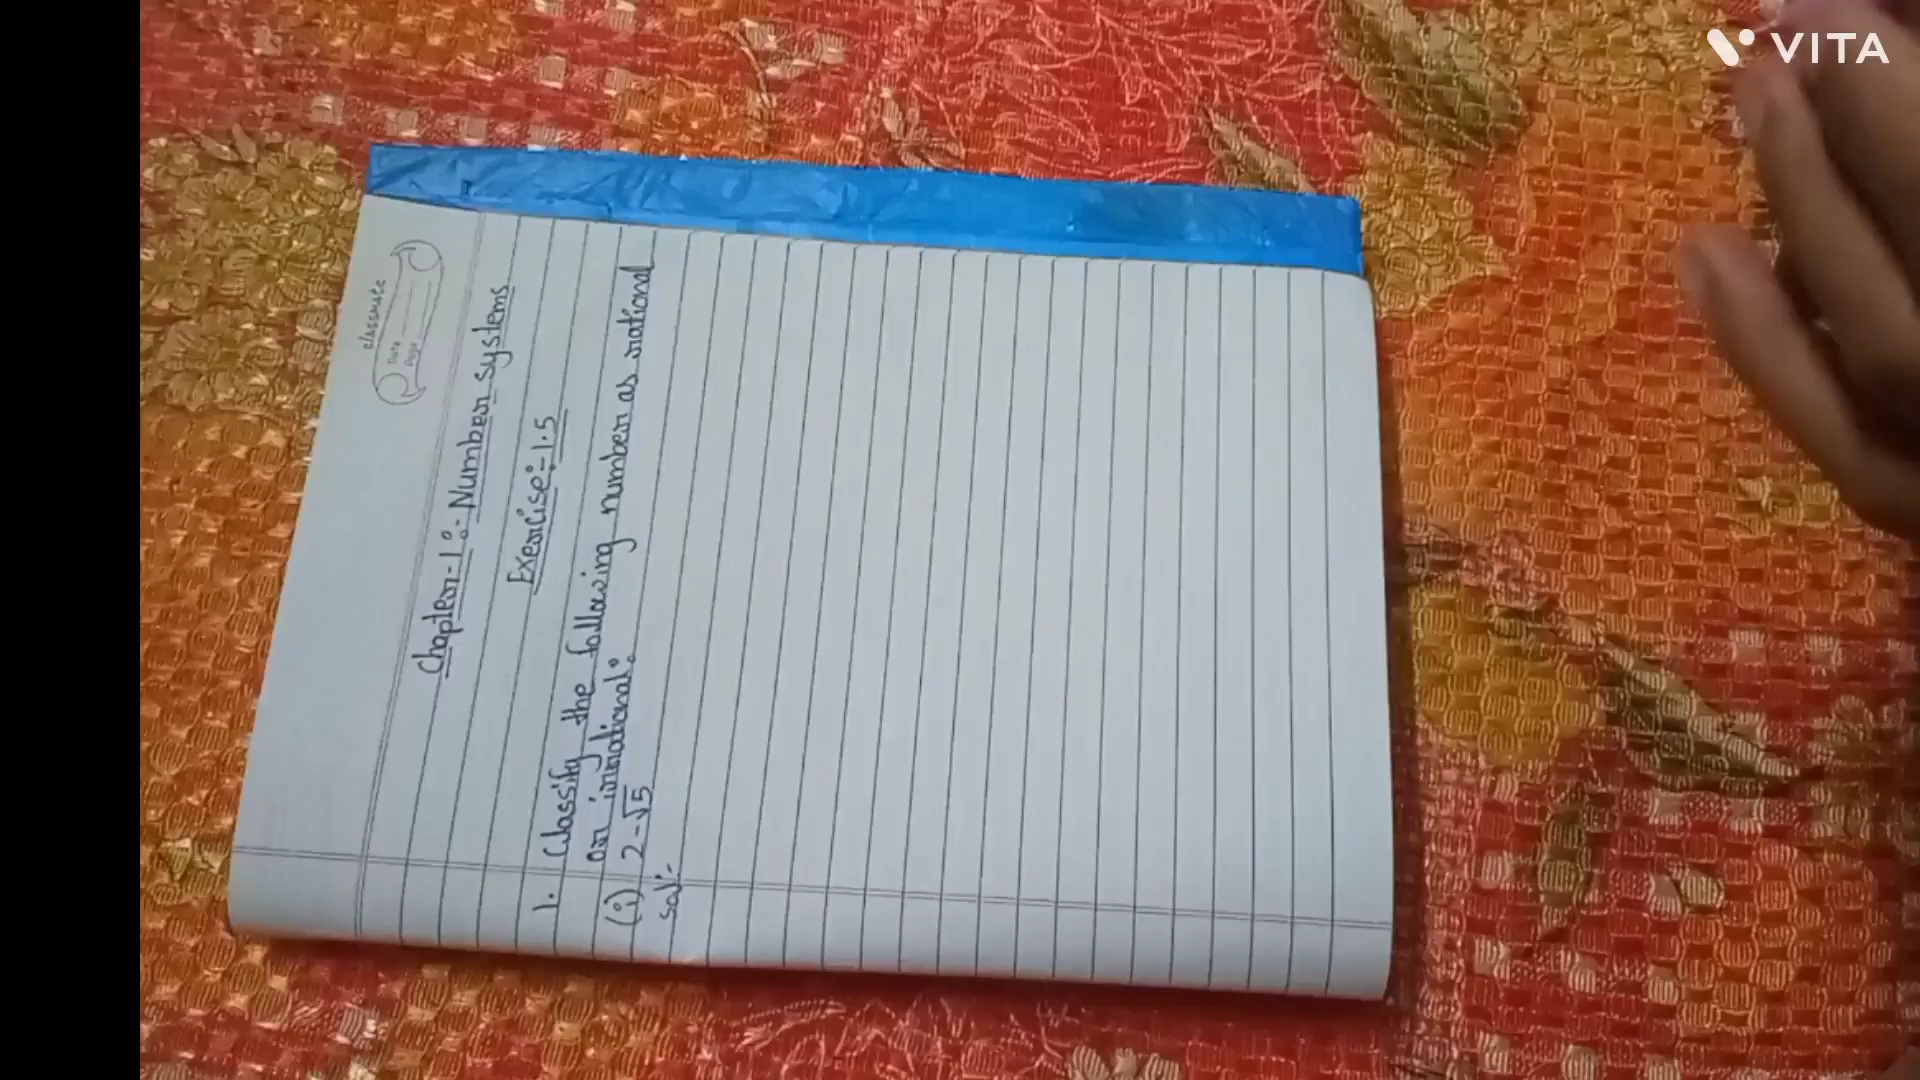 VITA
classmate
Date
Page
Chapter-1:- Number systems
Exercise:-1.5
1. Classify the following numbers as rational
or irrational:
(i) 2-√5
Sol:-